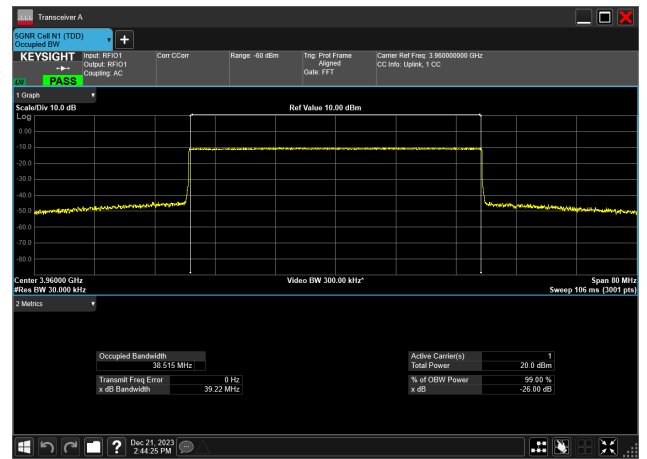 Transceiver A
5GNR Cell N1 (TDD)
Occupied BW
KEYSIGHT
LW
PASS
Input: RFIO1
Output: RFIO1
Coupling: AC
Corr CCorr
Range: -60 dBm
Trig: Prot Frame
Aligned
Gate: FFT
Carrier Ref Freq: 3.960000000 GHz
CC Info: Uplink, 1 CC
1 Graph
Scale/Div 10.0 dB
Ref Value 10.00 dBm
Log
0.00
-10.0
-20.0
-30.0
-40.0
-50.0
-60.0
-70.0
-80.0
Center 3.96000 GHz
Video BW 300.00 kHz*
Span 80 MHz
#Res BW 30.000 kHz
Sweep 106 ms (3001 pts)
2 Metrics
Occupied Bandwidth
38.515 MHz
Transmit Freq Error 0 Hz
x dB Bandwidth 39.22 MHz
Active Carrier(s) 1
Total Power 20.0 dBm
% of OBW Power 99.00 %
x dB -26.00 dB
?
Dec 21, 2023
2:44:25 PM